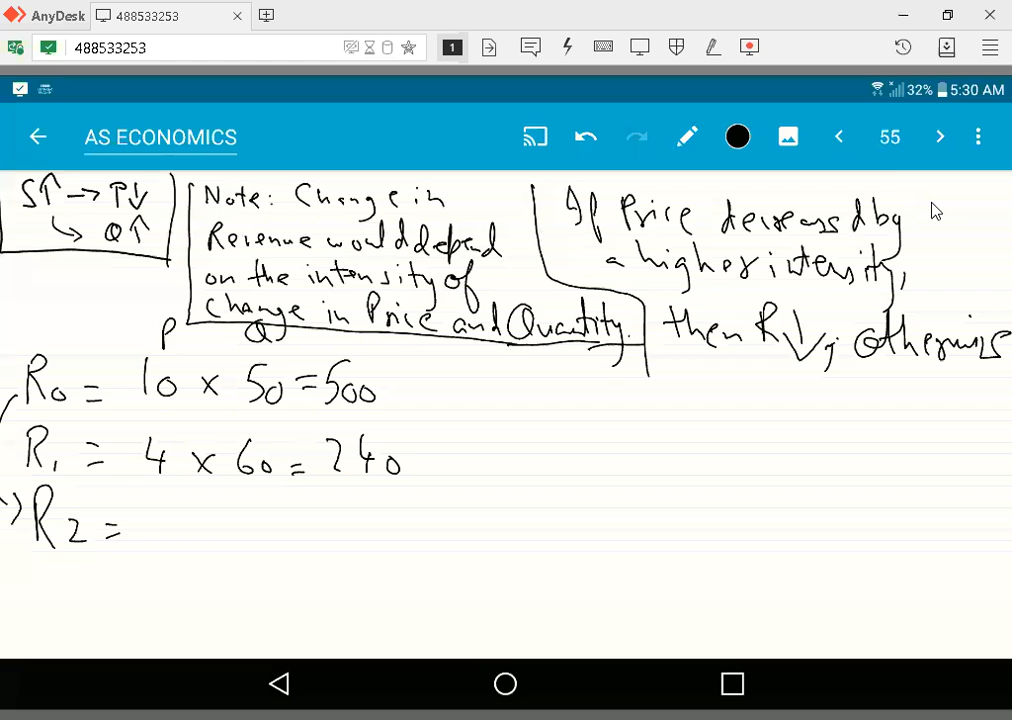 AnyDesk 488533253
488533253 1
32% 5:30 AM
AS ECONOMICS 55
S↑ → P↓
↳ Q↑
Note: Change in
Revenue would depend
on the intensity of
change in Price and Quantity.
If Price decreased by
a higher intensity,
then R↓; otherwise
P Q
R0 = 10 × 50 = 500
R1 = 4 × 60 = 240
R2 =